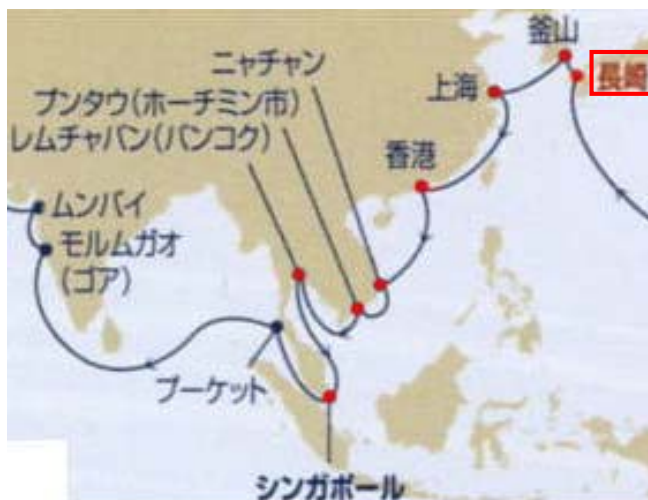 釜山
長崎
ニャチャン
上海
ブンタウ(ホーチミン市)
レムチャバン(バンコク)
香港
ムンバイ
モルムガオ
(ゴア)
プーケット
シンガポール